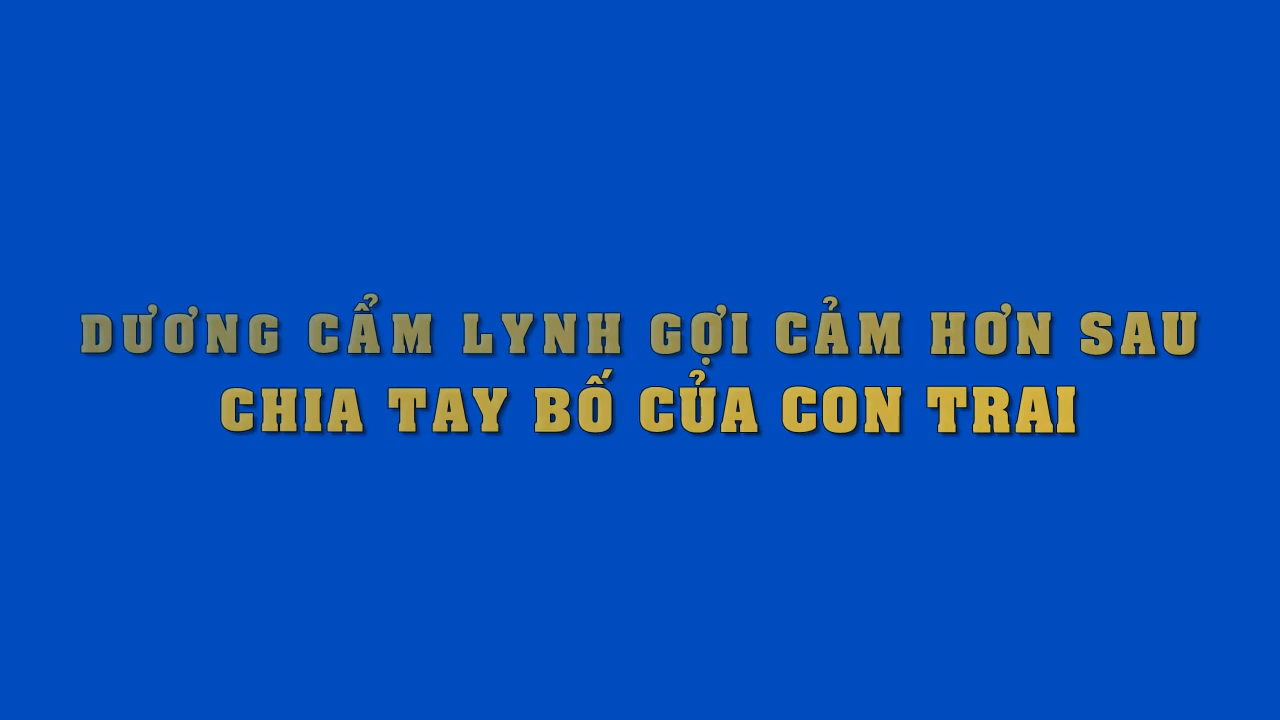 DƯƠNG CẨM LYNH GỢI CẢM HƠN SAU
CHIA TAY BỐ CỦA CON TRAI